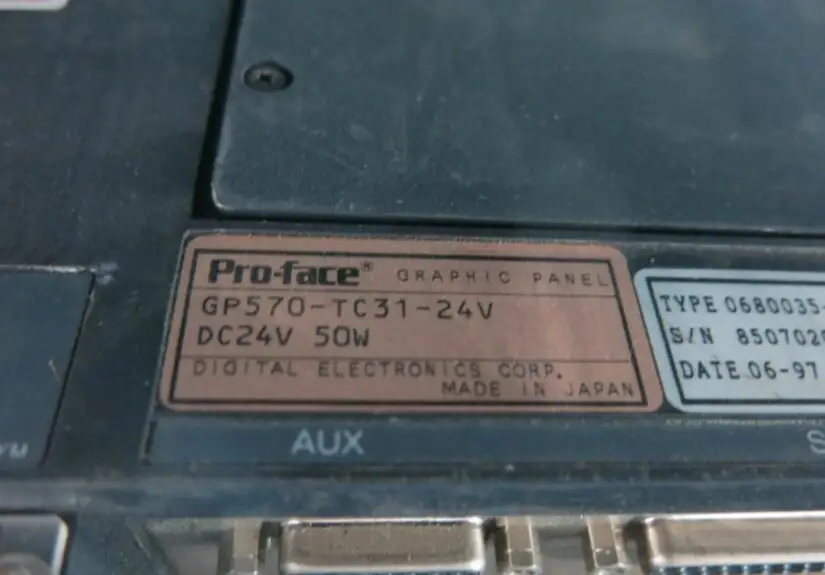 Pro-face® GRAPHIC PANEL
GP570-TC31-24V
DC24V 50W
DIGITAL ELECTRONICS CORP.
MADE IN JAPAN
TYPE 0680035-
S/N 850702
DATE 06-97
AUX